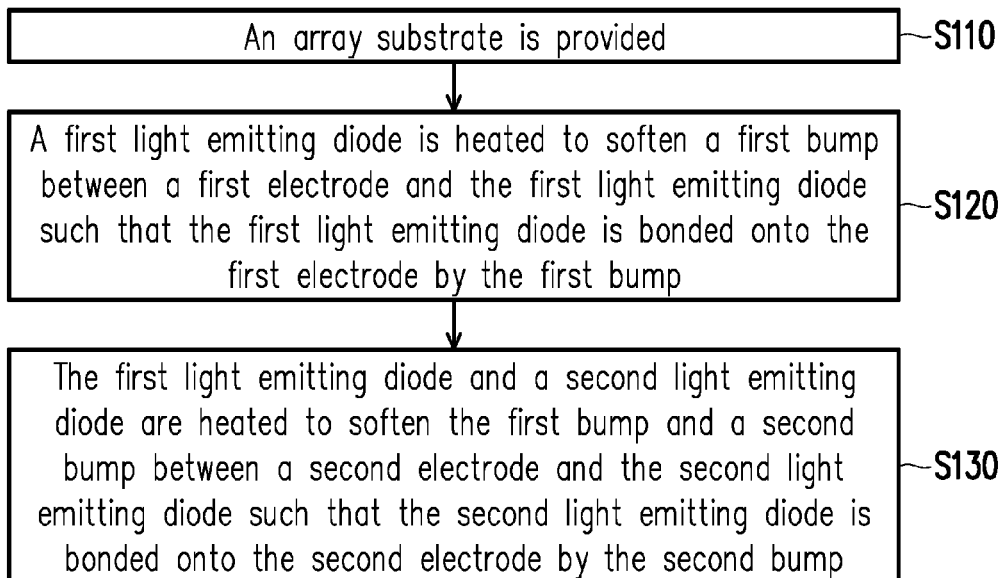 An array substrate is provided
S110
A first light emitting diode is heated to soften a first bump
between a first electrode and the first light emitting diode
such that the first light emitting diode is bonded onto the
first electrode by the first bump
S120
The first light emitting diode and a second light emitting
diode are heated to soften the first bump and a second
bump between a second electrode and the second light
emitting diode such that the second light emitting diode is
bonded onto the second electrode by the second bump
S130